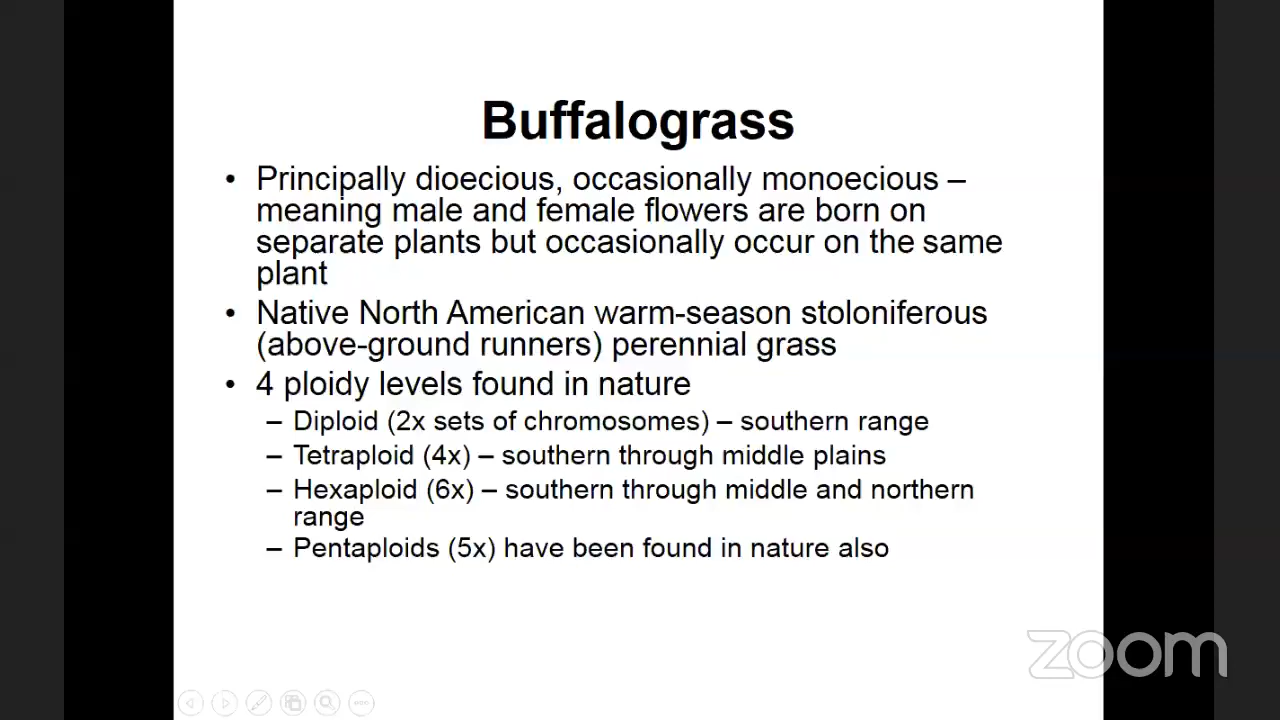 Buffalograss
• Principally dioecious, occasionally monoecious –
meaning male and female flowers are born on
separate plants but occasionally occur on the same
plant
• Native North American warm-season stoloniferous
(above-ground runners) perennial grass
• 4 ploidy levels found in nature
– Diploid (2x sets of chromosomes) – southern range
– Tetraploid (4x) – southern through middle plains
– Hexaploid (6x) – southern through middle and northern
range
– Pentaploids (5x) have been found in nature also
zoom